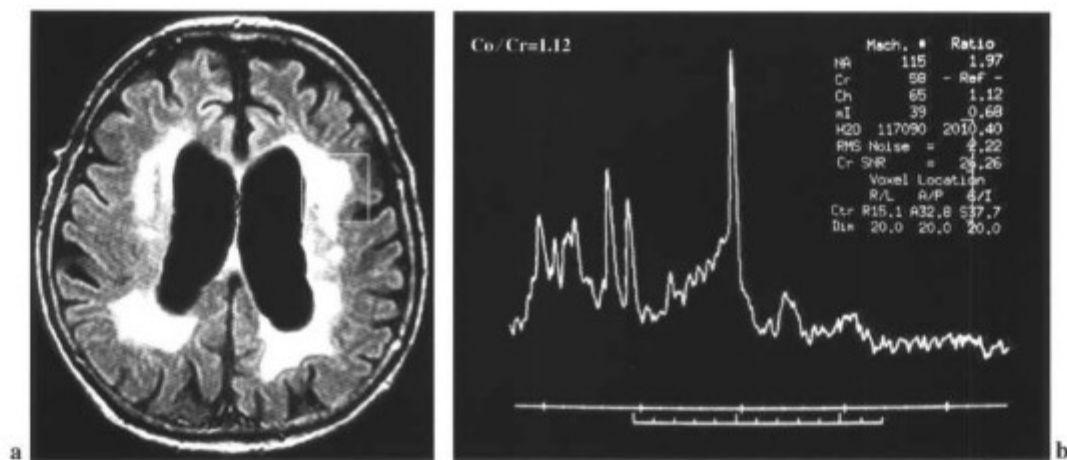 Co/Cr=1.12
Mach. # Ratio
NA 115 1.97
Cr 58 - Ref -
Ch 65 1.12
mI 39 0.68
H2O 117090 2010.40
RMS Noise = 2.22
Cr SNR = 26.26
Voxel Location
R/L A/P S/I
Ctr R15.1 A32.8 S37.7
Dim 20.0 20.0 20.0
a
b